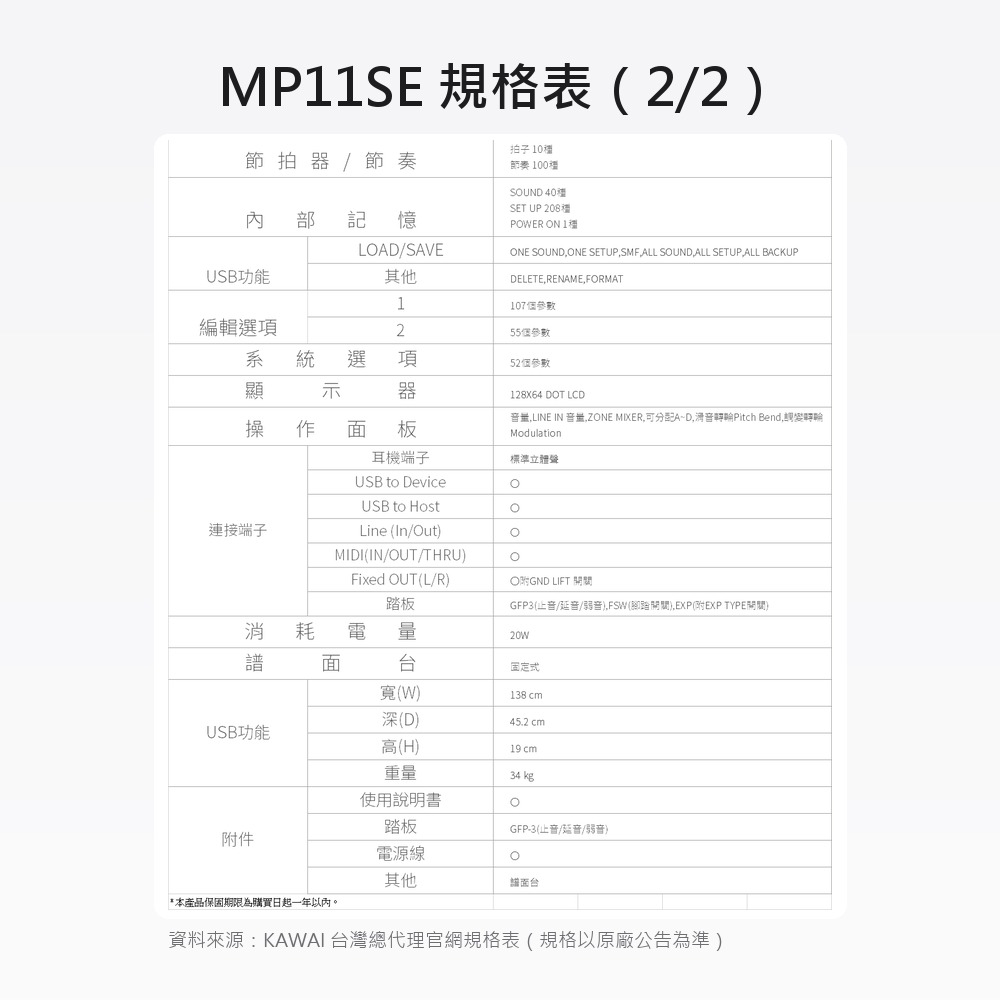 MP11SE 規格表 ( 2/2 )
節拍器/節奏
拍子 10種
節奏 100種
內部記憶
SOUND 40種
SET UP 208種
POWER ON 1種
USB功能
LOAD/SAVE
ONE SOUND,ONE SETUP,SMF,ALL SOUND,ALL SETUP,ALL BACKUP
其他
DELETE,RENAME,FORMAT
編輯選項
1
107個參數
2
55個參數
系統選項
52個參數
顯示器
128X64 DOT LCD
操作面板
音量,LINE IN 音量,ZONE MIXER,可分配A~D,滑音轉輪Pitch Bend,調變轉輪
Modulation
連接端子
耳機端子
標準立體聲
USB to Device
○
USB to Host
○
Line (In/Out)
○
MIDI(IN/OUT/THRU)
○
Fixed OUT(L/R)
○附GND LIFT 開關
踏板
GFP3(止音/延音/弱音),FSW(腳踏開關),EXP(附EXP TYPE開關)
消耗電量
20W
譜面台
固定式
USB功能
寬(W)
138 cm
深(D)
45.2 cm
高(H)
19 cm
重量
34 kg
附件
使用說明書
○
踏板
GFP-3(止音/延音/弱音)
電源線
○
其他
譜面台
*本產品保固期限為購買日起一年以內。
資料來源：KAWAI 台灣總代理官網規格表 ( 規格以原廠公告為準 )